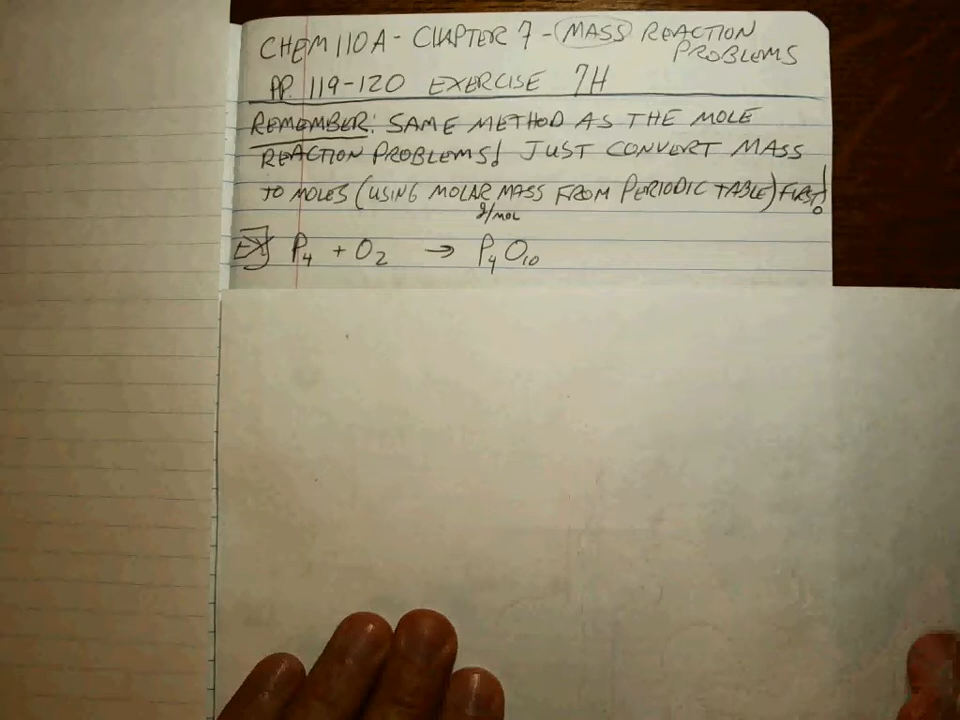 CHEM 110A - CHAPTER 7 - MASS REACTION PROBLEMS
PP. 119-120 EXERCISE 7H
REMEMBER: SAME METHOD AS THE MOLE
REACTION PROBLEMS! JUST CONVERT MASS
TO MOLES (USING MOLAR MASS FROM PERIODIC TABLE) FIRST!
g/MOL
EX P₄ + O₂ → P₄O₁₀